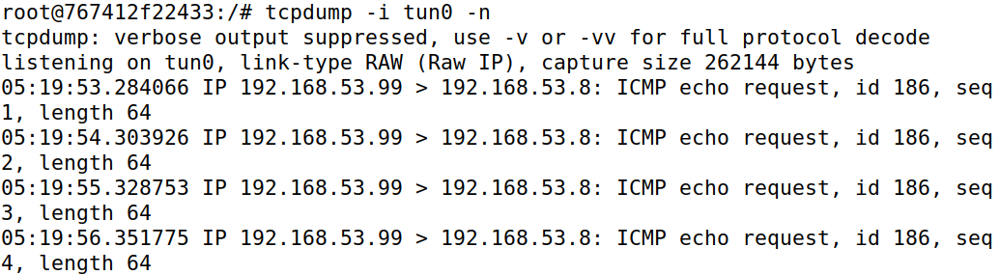 root@767412f22433:/# tcpdump -i tun0 -n
tcpdump: verbose output suppressed, use -v or -vv for full protocol decode
listening on tun0, link-type RAW (Raw IP), capture size 262144 bytes
05:19:53.284066 IP 192.168.53.99 > 192.168.53.8: ICMP echo request, id 186, seq
1, length 64
05:19:54.303926 IP 192.168.53.99 > 192.168.53.8: ICMP echo request, id 186, seq
2, length 64
05:19:55.328753 IP 192.168.53.99 > 192.168.53.8: ICMP echo request, id 186, seq
3, length 64
05:19:56.351775 IP 192.168.53.99 > 192.168.53.8: ICMP echo request, id 186, seq
4, length 64